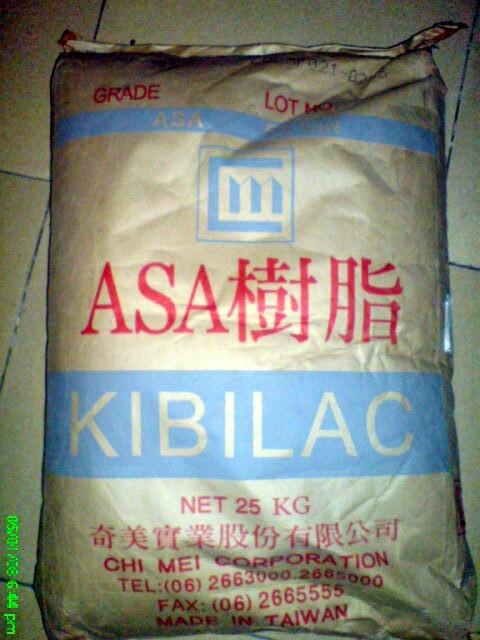 GRADE LOT NO
ASA
ASA樹脂
KIBILAC
NET 25 KG
奇美實業股份有限公司
CHI MEI CORPORATION
TEL:(06) 2663000.2665000
FAX: (06) 2665555
MADE IN TAIWAN